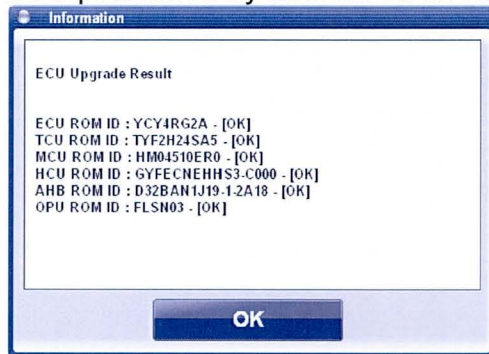 Information
ECU Upgrade Result
ECU ROM ID : YCY4RG2A - [OK]
TCU ROM ID : TYF2H24SA5 - [OK]
MCU ROM ID : HM04510ER0 - [OK]
HCU ROM ID : GYFECNEHHS3-C000 - [OK]
AHB ROM ID : D32BAN1J19-1-2A18 - [OK]
OPU ROM ID : FLSN03 - [OK]
OK